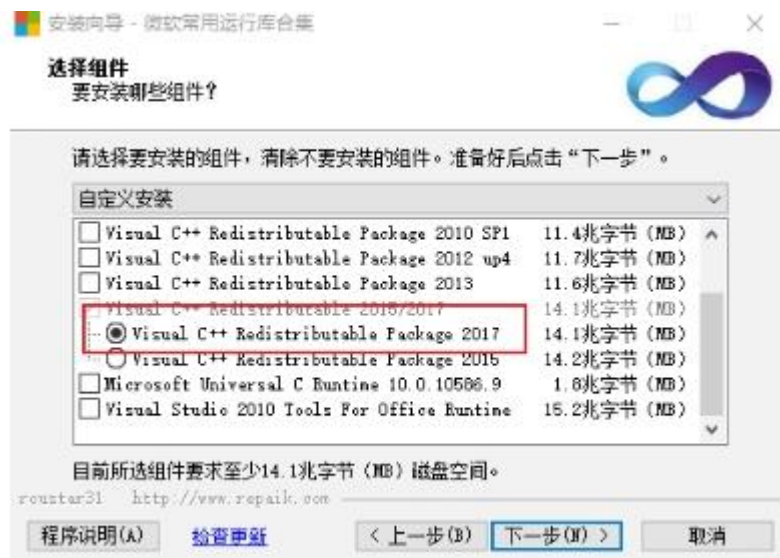 安装向导 - 微软常用运行库合集
选择组件
要安装哪些组件?
请选择要安装的组件,清除不要安装的组件。准备好后点击“下一步”。
自定义安装
Visual C++ Redistributable Package 2010 SP1 11.4兆字节 (MB)
Visual C++ Redistributable Package 2012 up4 11.7兆字节 (MB)
Visual C++ Redistributable Package 2013 11.6兆字节 (MB)
Visual C++ Redistributable 2015/2017 14.1兆字节 (MB)
Visual C++ Redistributable Package 2017 14.1兆字节 (MB)
Visual C++ Redistributable Package 2015 14.2兆字节 (MB)
Microsoft Universal C Runtime 10.0.10586.9 1.8兆字节 (MB)
Visual Studio 2010 Tools For Office Runtime 15.2兆字节 (MB)
目前所选组件要求至少14.1兆字节 (MB) 磁盘空间。
roustar31 http://www.repaik.com
程序说明(A) 检查更新 < 上一步(B) 下一步(N) > 取消